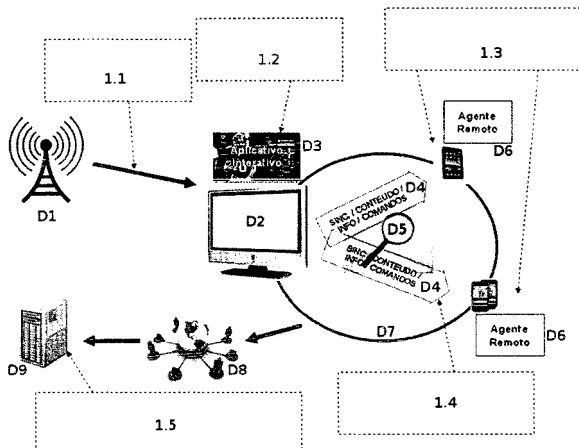 1.1
1.2
1.3
Aplicativo
Interativo
D3
Agente
Remoto
D6
D1
D2
D4
SINC. / CONTEUDO /
INFO / COMANDOS
D5
SINC. / CONTEUDO /
INFO / COMANDOS
D4
D7
Agente
Remoto
D6
D8
D9
1.4
1.5